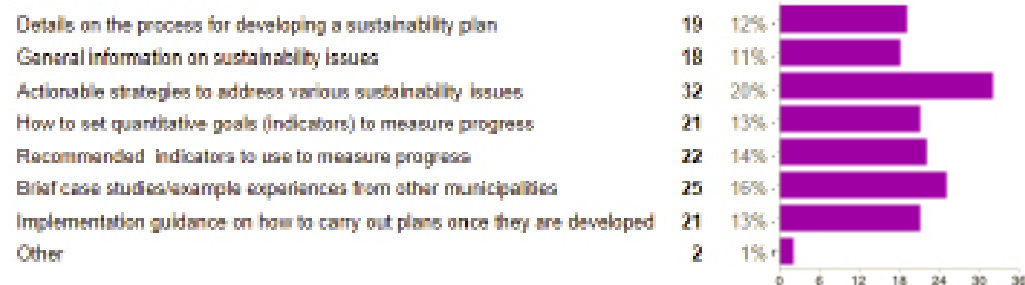 Details on the process for developing a sustainability plan 19 12%
General information on sustainability issues 18 11%
Actionable strategies to address various sustainability issues 32 20%
How to set quantitative goals (indicators) to measure progress 21 13%
Recommended indicators to use to measure progress 22 14%
Brief case studies/example experiences from other municipalities 25 16%
Implementation guidance on how to carry out plans once they are developed 21 13%
Other 2 1%
0 6 12 18 24 30 36